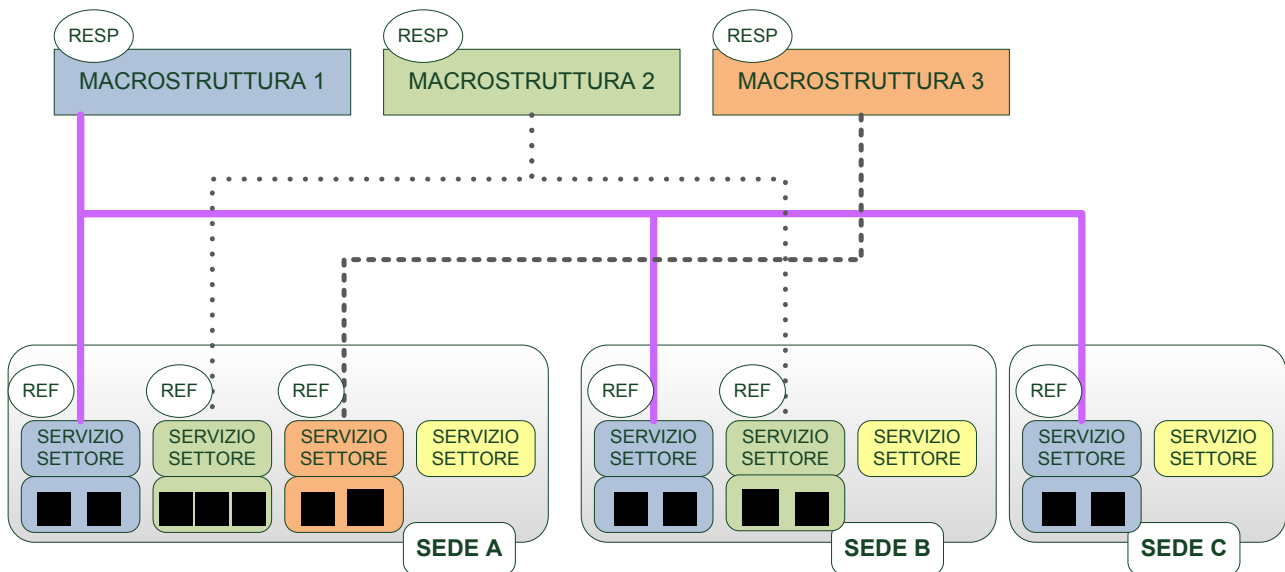 RESP
RESP
RESP
MACROSTRUTTURA 1
MACROSTRUTTURA 2
MACROSTRUTTURA 3
REF
REF
REF
REF
REF
REF
SERVIZIO
SETTORE
SERVIZIO
SETTORE
SERVIZIO
SETTORE
SERVIZIO
SETTORE
SERVIZIO
SETTORE
SERVIZIO
SETTORE
SERVIZIO
SETTORE
SERVIZIO
SETTORE
SERVIZIO
SETTORE
SEDE A
SEDE B
SEDE C